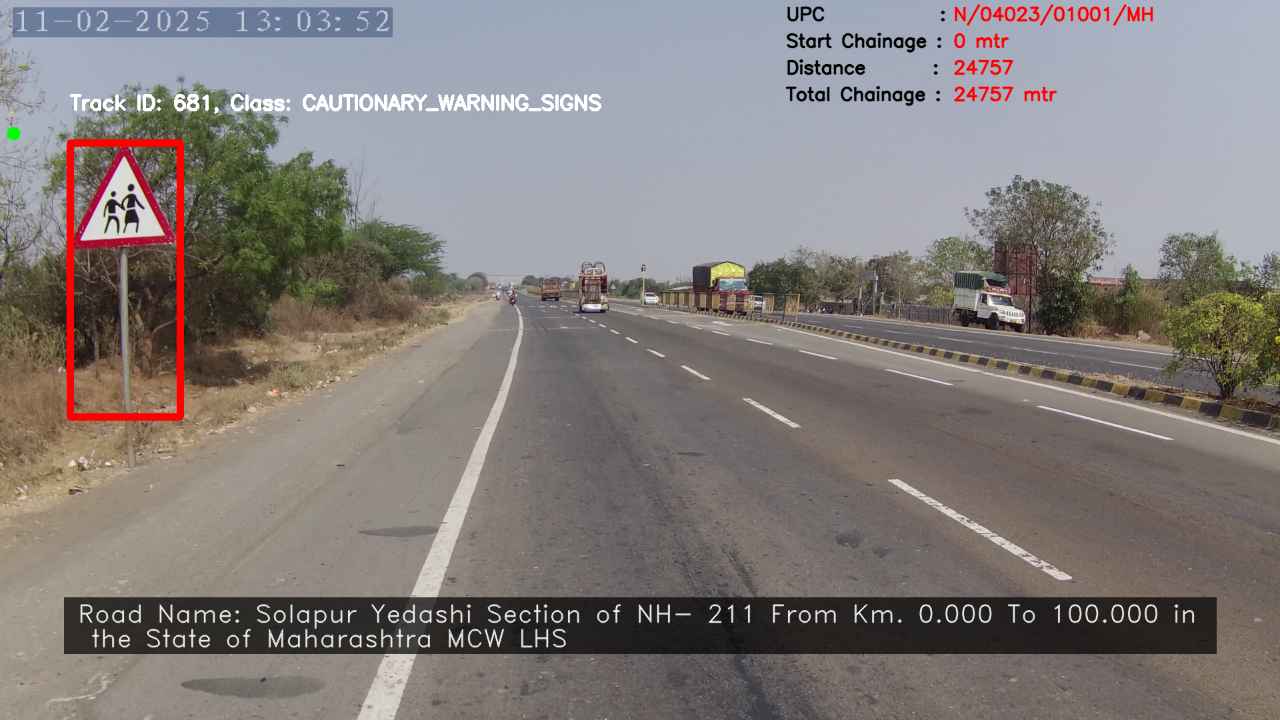 11-02-2025 13:03:52
UPC : N/04023/01001/MH
Start Chainage : 0 mtr
Distance : 24757
Total Chainage : 24757 mtr
Track ID: 681, Class: CAUTIONARY_WARNING_SIGNS
Road Name: Solapur Yedashi Section of NH- 211 From Km. 0.000 To 100.000 in
the State of Maharashtra MCW LHS